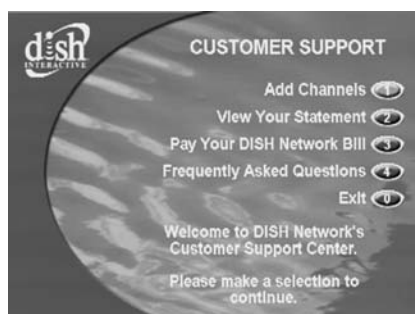 dish
INTERACTIVE
CUSTOMER SUPPORT
Add Channels 1
View Your Statement 2
Pay Your DISH Network Bill 3
Frequently Asked Questions 4
Exit 0
Welcome to DISH Network's
Customer Support Center.
Please make a selection to
continue.